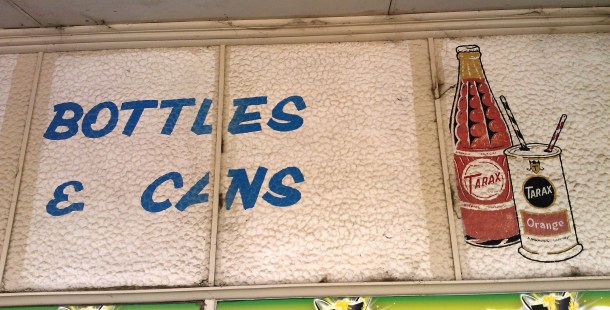 BOTTLES
& CANS
TARAX
TARAX
Orange